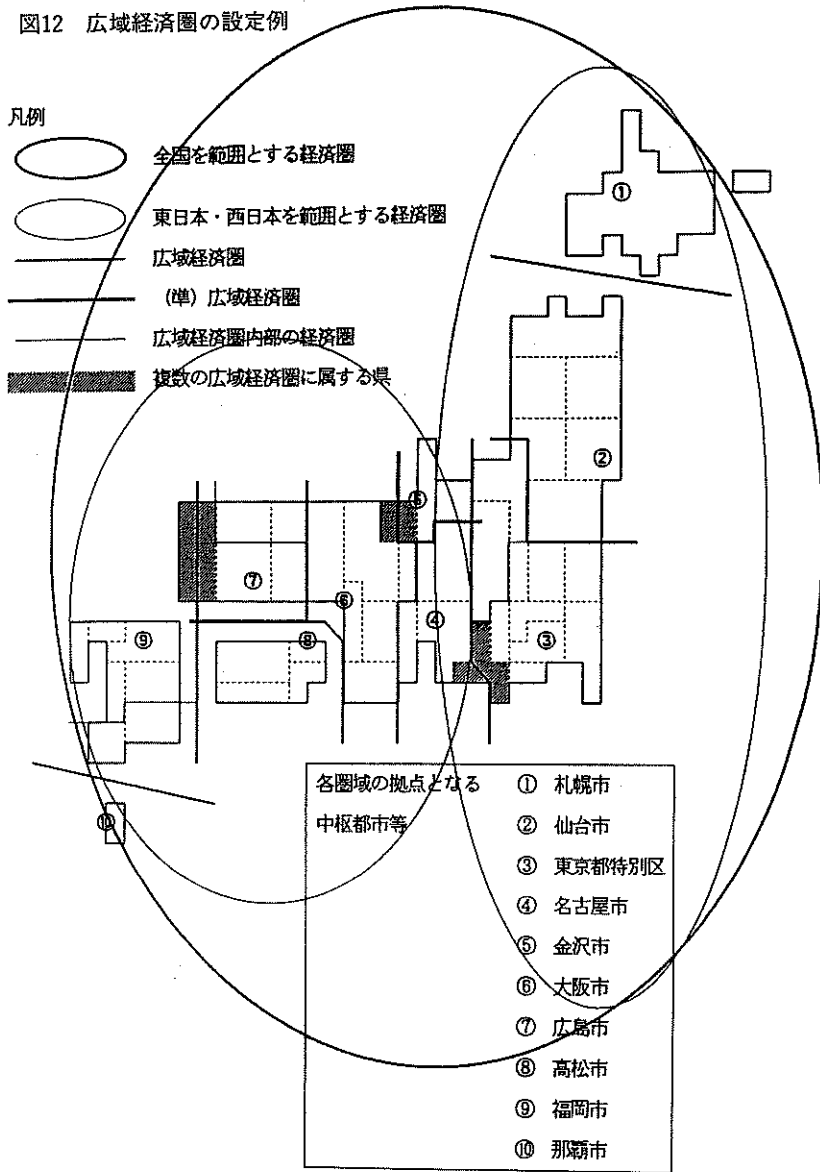 図12 広域経済圏の設定例
凡例
全国を範囲とする経済圏
東日本・西日本を範囲とする経済圏
広域経済圏
(準)広域経済圏
広域経済圏内部の経済圏
複数の広域経済圏に属する県
①
②
⑤
⑦
⑥
④
③
⑨
⑧
⑩
各圏域の拠点となる
中枢都市等
① 札幌市
② 仙台市
③ 東京都特別区
④ 名古屋市
⑤ 金沢市
⑥ 大阪市
⑦ 広島市
⑧ 高松市
⑨ 福岡市
⑩ 那覇市